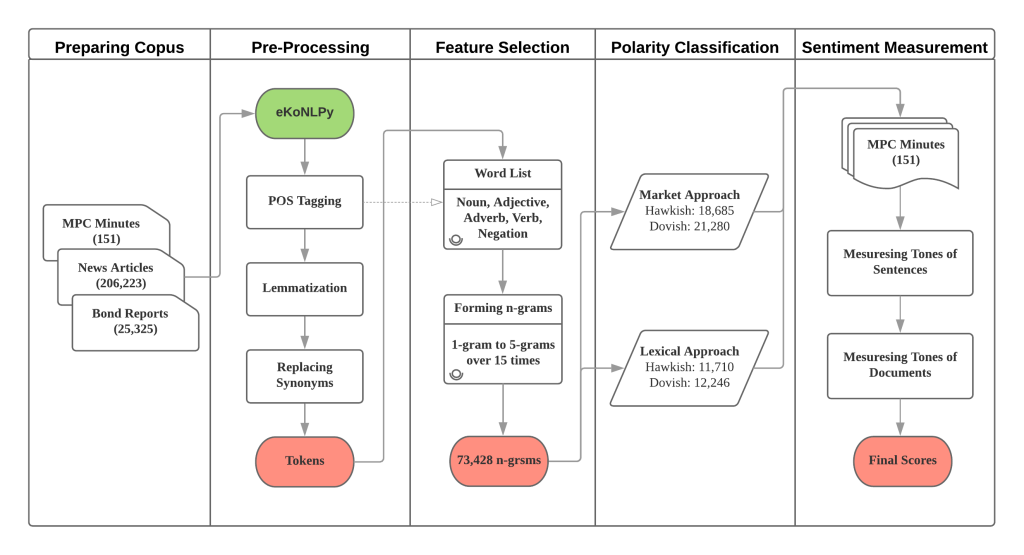 Preparing Copus
Pre-Processing
Feature Selection
Polarity Classification
Sentiment Measurement
MPC Minutes
(151)
News Articles
(206,223)
Bond Reports
(25,325)
eKoNLPy
POS Tagging
Lemmatization
Replacing
Synonyms
Tokens
Word List
Noun, Adjective,
Adverb, Verb,
Negation
Forming n-grams
1-gram to 5-grams
over 15 times
73,428 n-grsms
Market Approach
Hawkish: 18,685
Dovish: 21,280
Lexical Approach
Hawkish: 11,710
Dovish: 12,246
MPC Minutes
(151)
Mesuresing Tones of
Sentences
Mesuresing Tones of
Documents
Final Scores